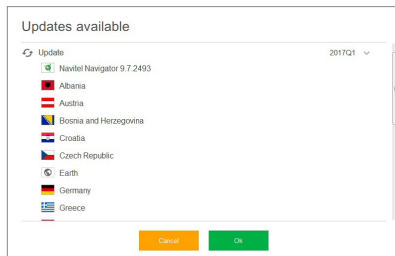 Updates available
Update 2017Q1
Navitel Navigator 9.7.2493
Albania
Austria
Bosnia and Herzegovina
Croatia
Czech Republic
Earth
Germany
Greece
Cancel Ok